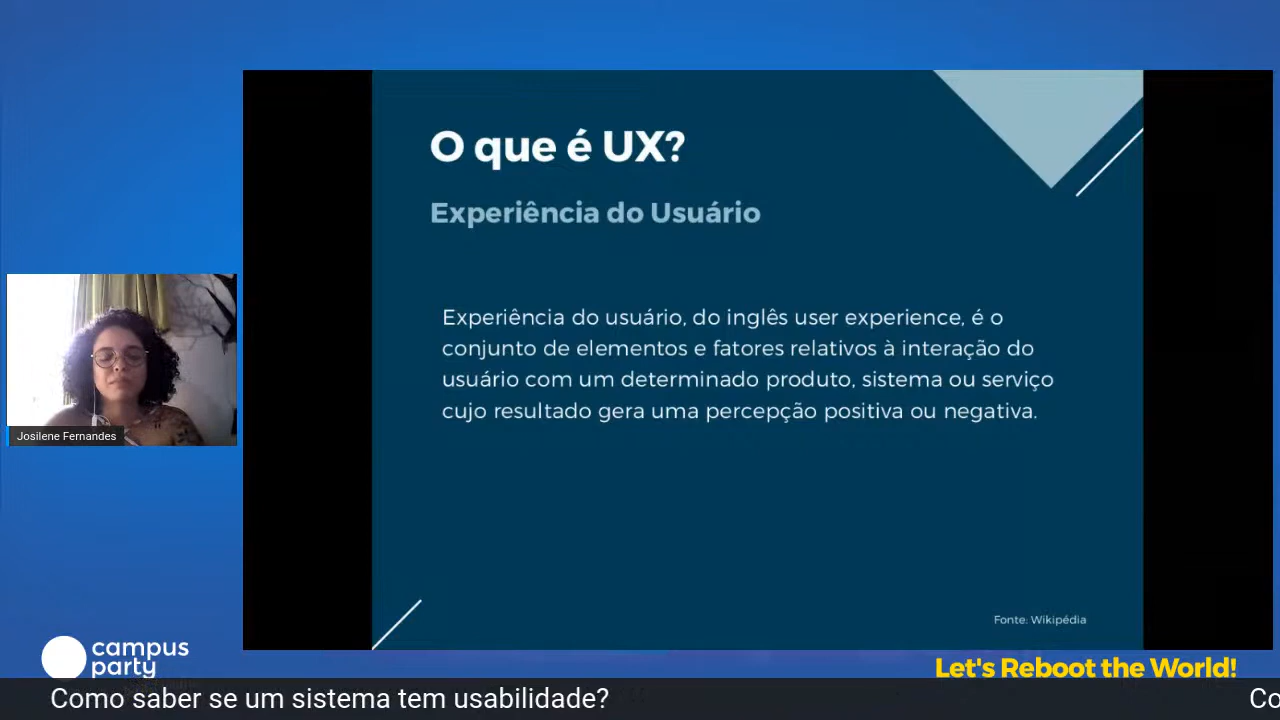 O que é UX?
Experiência do Usuário
Experiência do usuário, do inglês user experience, é o
conjunto de elementos e fatores relativos à interação do
usuário com um determinado produto, sistema ou serviço
cujo resultado gera uma percepção positiva ou negativa.
Fonte: Wikipédia
Josilene Fernandes
campus
party
Let's Reboot the World!
Como saber se um sistema tem usabilidade?
Co